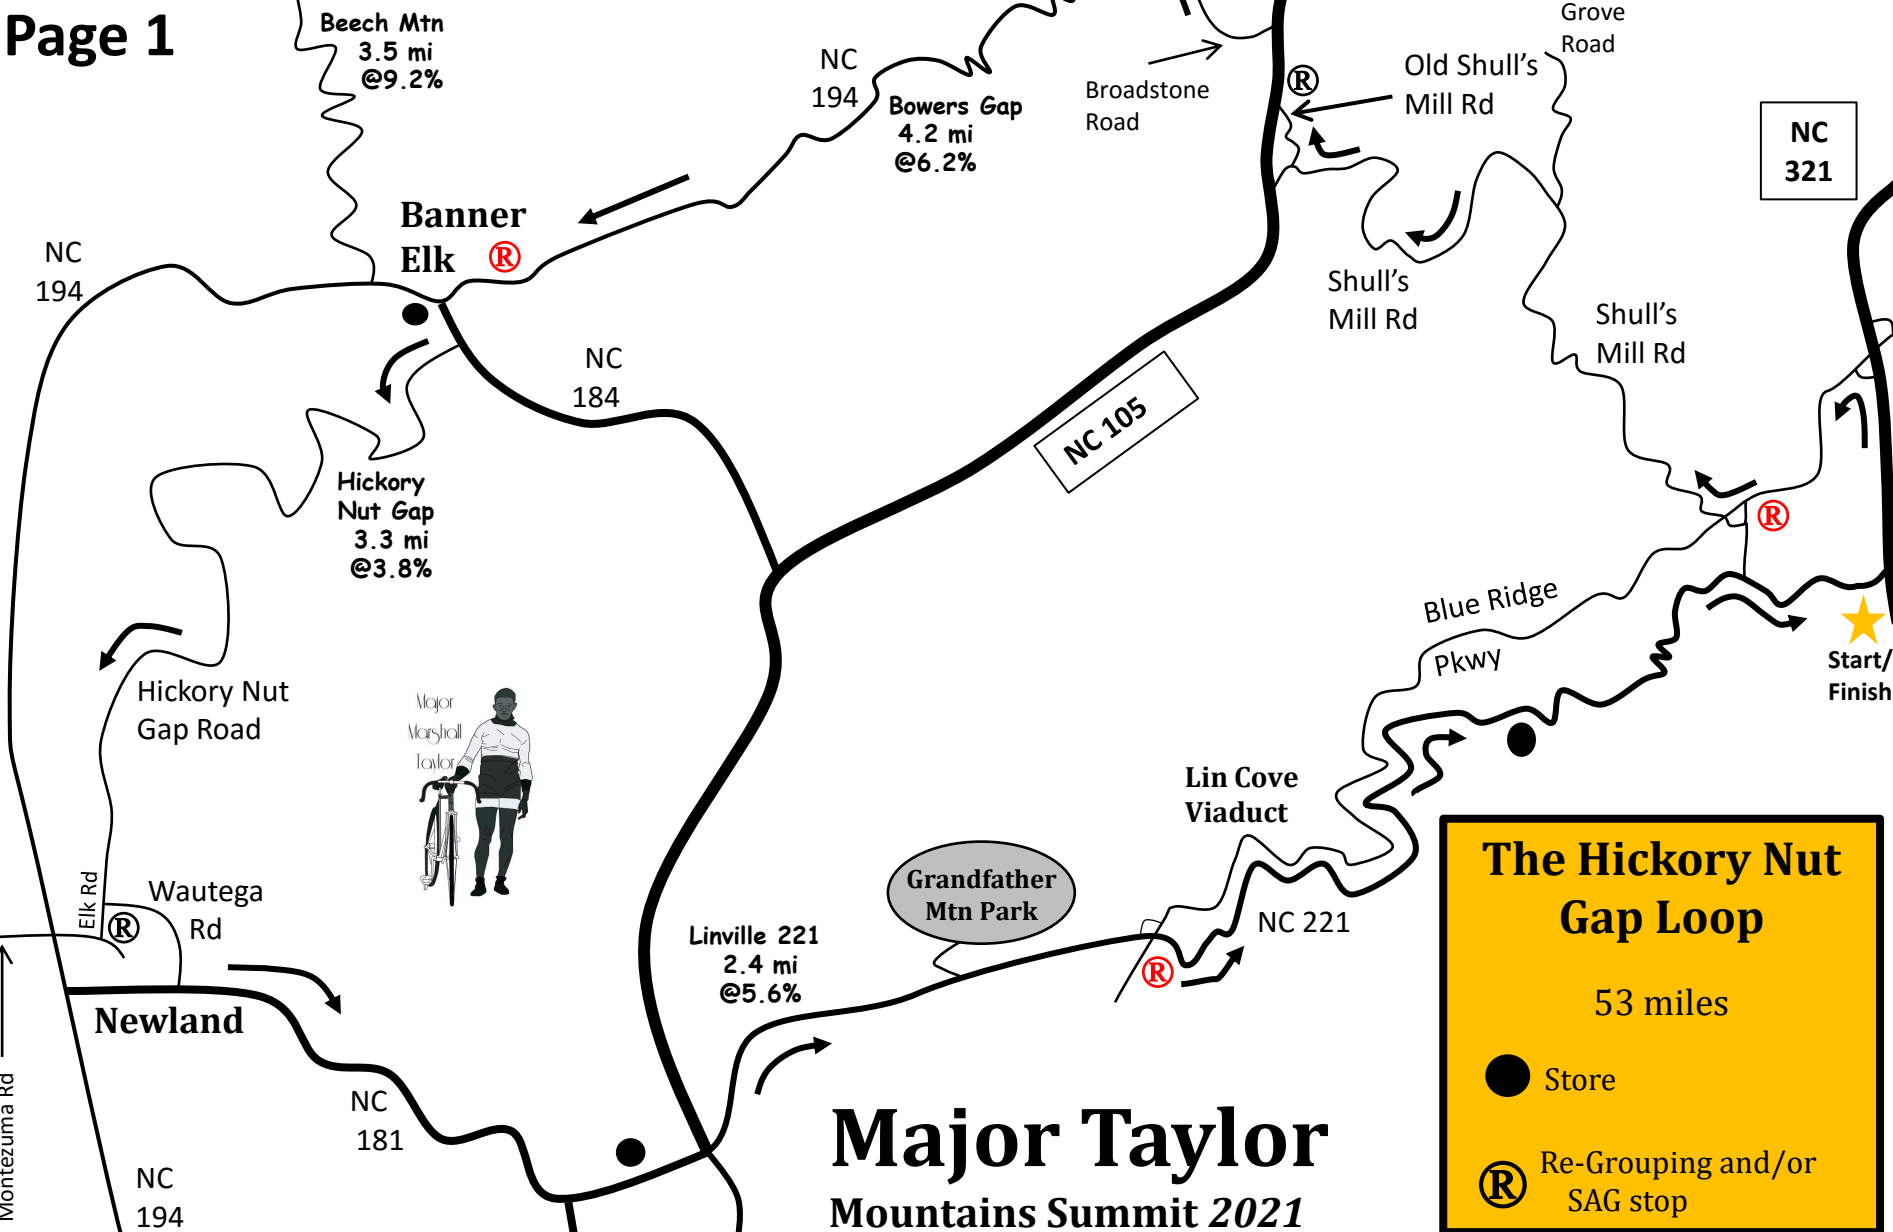 Page 1
Beech Mtn
3.5 mi
@9.2%
NC
194
Bowers Gap
4.2 mi
@6.2%
Broadstone
Road
®
Grove
Road
Old Shull's
Mill Rd
NC
321
Banner
Elk ®
NC
194
Shull's
Mill Rd
Shull's
Mill Rd
NC
184
NC 105
Hickory
Nut Gap
3.3 mi
@3.8%
®
Blue Ridge
Pkwy
Start/
Finish
Hickory Nut
Gap Road
Major
Marshall
Taylor
Lin Cove
Viaduct
Grandfather
Mtn Park
NC 221
®
Linville 221
2.4 mi
@5.6%
Elk Rd
Wautega
Rd
®
Newland
Montezuma Rd
NC
181
NC
194
Major Taylor
Mountains Summit 2021
The Hickory Nut
Gap Loop
53 miles
Store
® Re-Grouping and/or
SAG stop